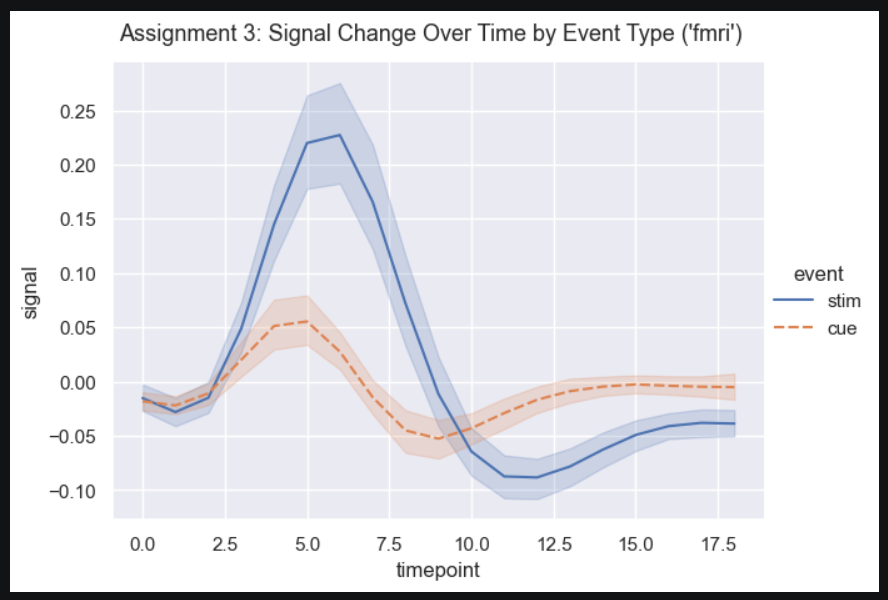 Assignment 3: Signal Change Over Time by Event Type ('fmri')
0.25
0.20
0.15
0.10
0.05
0.00
−0.05
−0.10
signal
0.0 2.5 5.0 7.5 10.0 12.5 15.0 17.5
timepoint
event
stim
cue